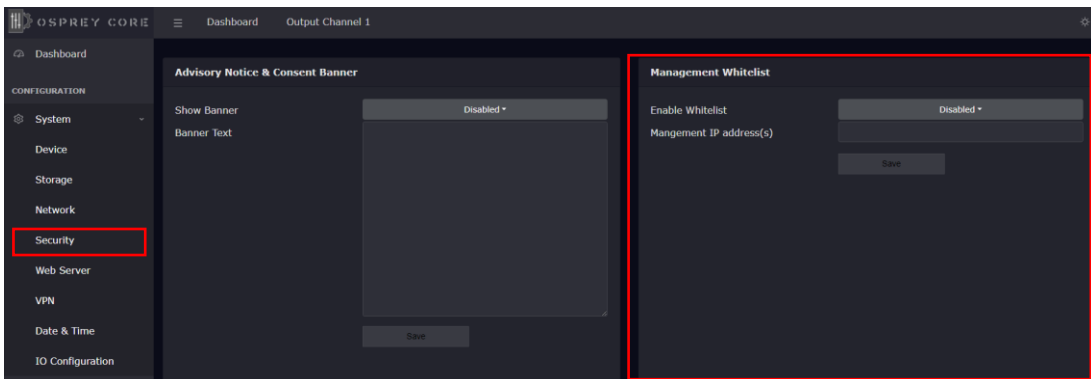 OSPREY CORE
Dashboard
Output Channel 1
Dashboard
CONFIGURATION
System
Device
Storage
Network
Security
Web Server
VPN
Date & Time
IO Configuration
Advisory Notice & Consent Banner
Show Banner
Disabled
Banner Text
Save
Management Whitelist
Enable Whitelist
Disabled
Mangement IP address(s)
Save